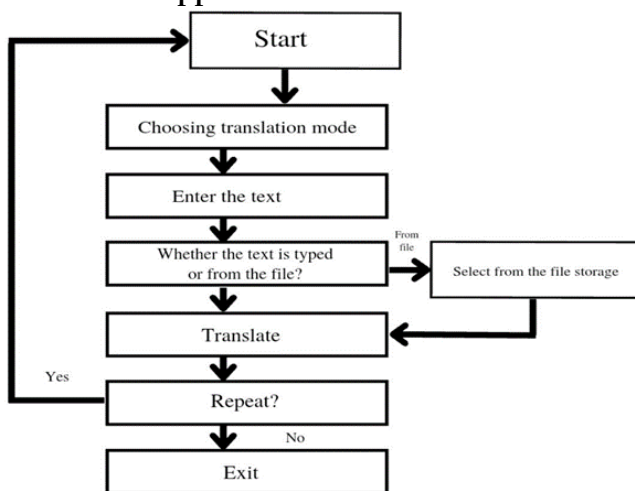 Start
Choosing translation mode
Enter the text
Whether the text is typed
or from the file?
From
file
Select from the file storage
Translate
Yes
Repeat?
No
Exit